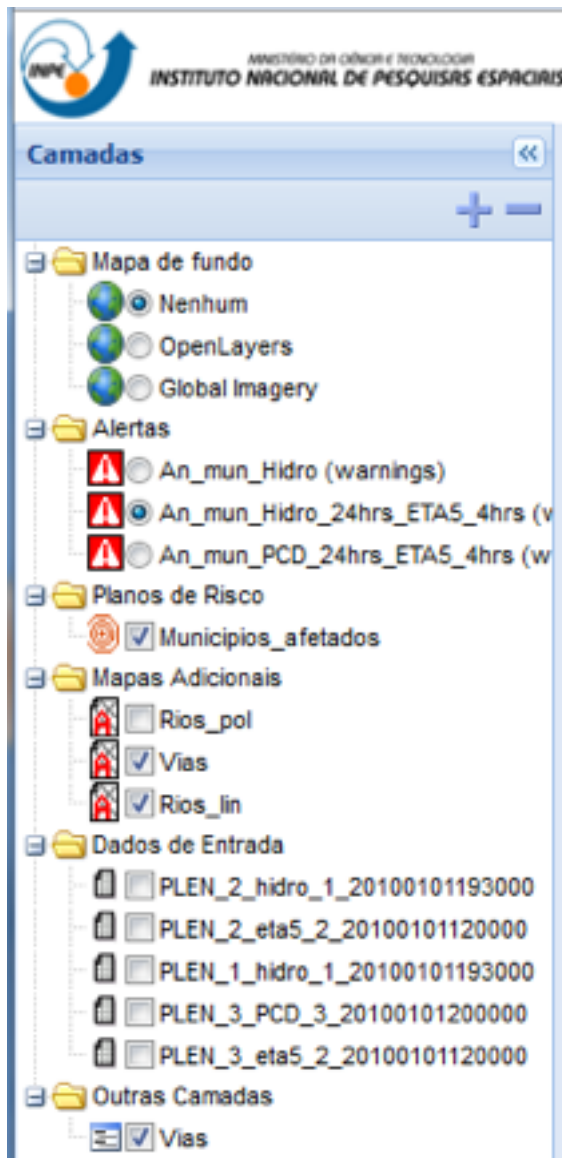 INPE
MINISTÉRIO DA CIÊNCIA E TECNOLOGIA
INSTITUTO NACIONAL DE PESQUISAS ESPACIAIS
Camadas
Mapa de fundo
Nenhum
OpenLayers
Global Imagery
Alertas
An_mun_Hidro (warnings)
An_mun_Hidro_24hrs_ETA5_4hrs (w
An_mun_PCD_24hrs_ETA5_4hrs (w
Planos de Risco
Municipios_afetados
Mapas Adicionais
Rios_pol
Vias
Rios_lin
Dados de Entrada
PLEN_2_hidro_1_20100101193000
PLEN_2_eta5_2_20100101120000
PLEN_1_hidro_1_20100101193000
PLEN_3_PCD_3_20100101200000
PLEN_3_eta5_2_20100101120000
Outras Camadas
Vias